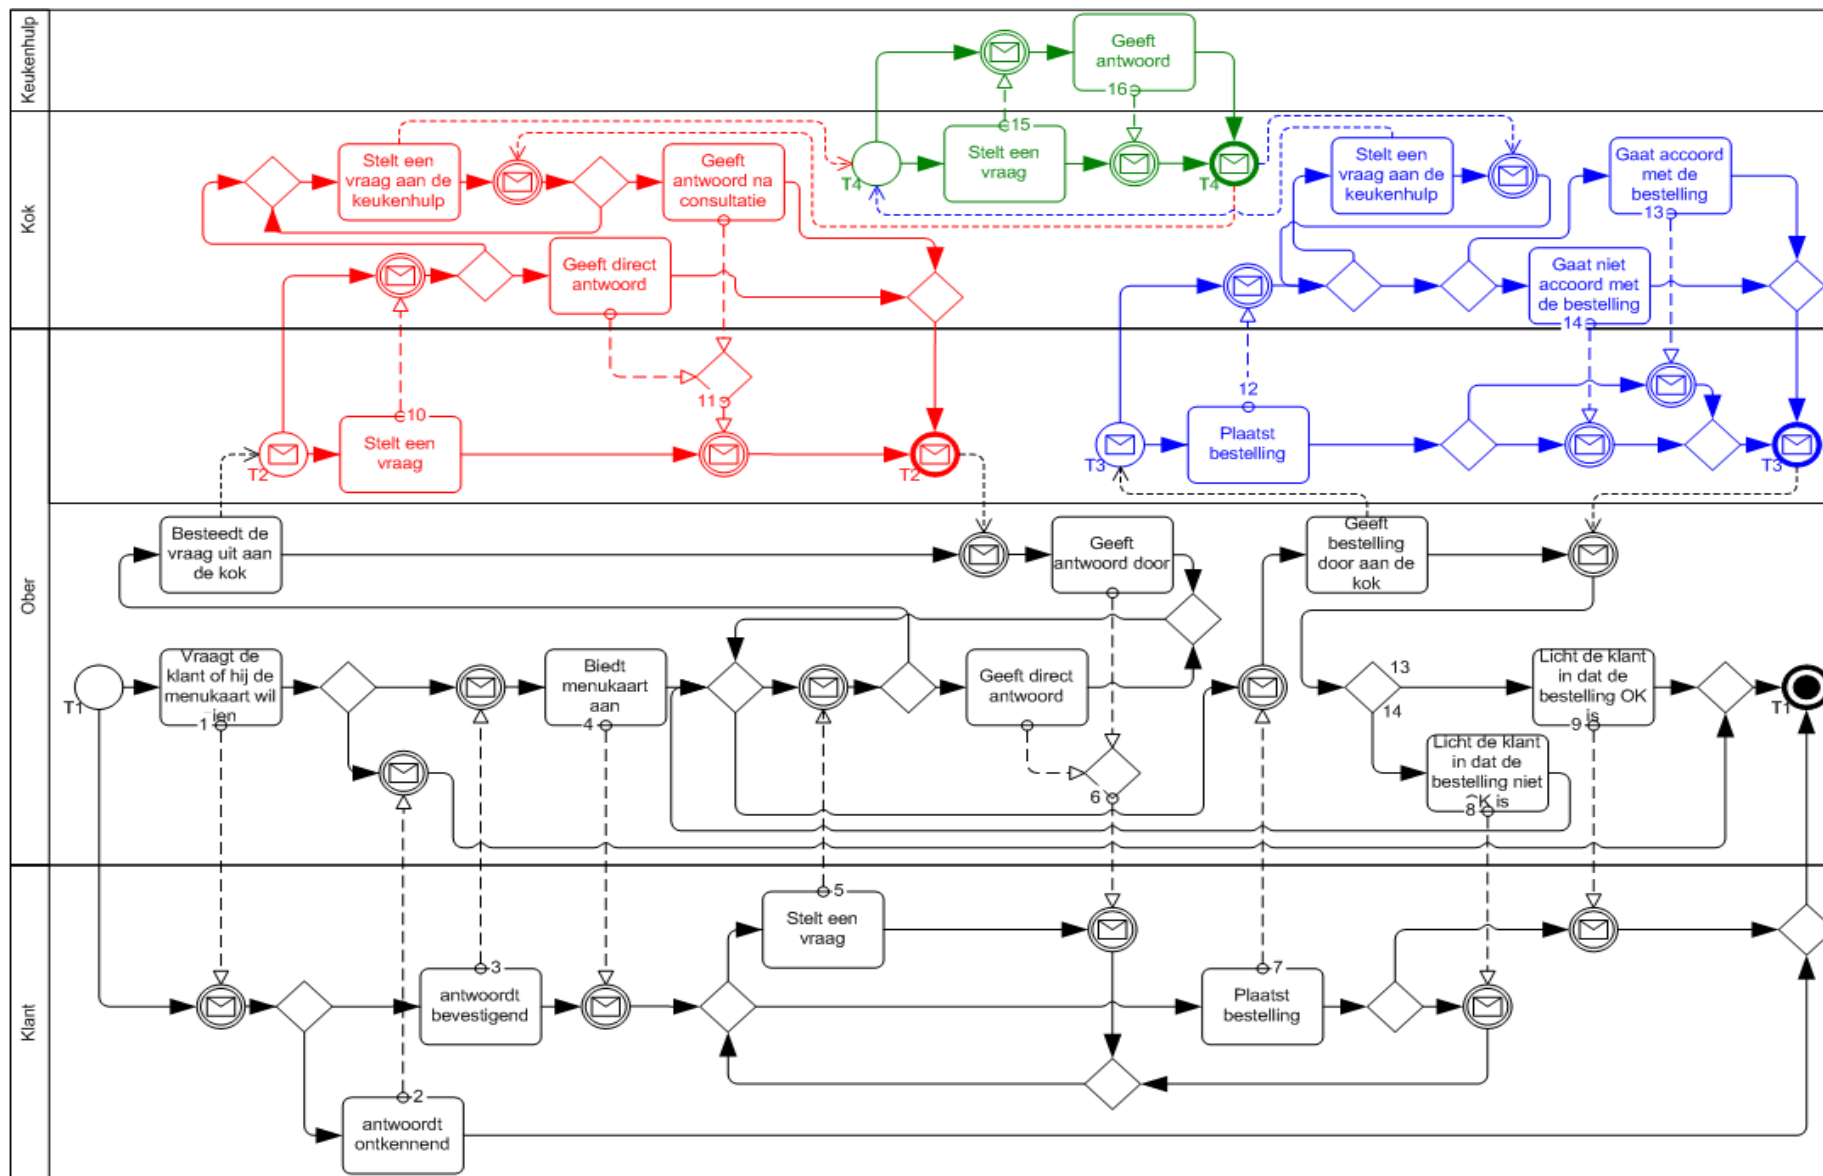 Keukenhulp
Geeft
antwoord
16
15
Stelt een
vraag
T4
T4
Kok
Stelt een
vraag aan de
keukenhulp
Geeft
antwoord na
consultatie
Geeft direct
antwoord
Stelt een
vraag aan de
keukenhulp
Gaat accoord
met de
bestelling
13
Gaat niet
accoord met
de bestelling
14
Ober
10
Stelt een
vraag
T2
11
T2
12
Plaatst
bestelling
T3
T3
Besteedt de
vraag uit aan
de kok
Geeft
antwoord door
Geeft
bestelling
door aan de
kok
T1
Vraagt de
klant of hij de
menukaart wil
zien
1
Biedt
menukaart
aan
4
Geeft direct
antwoord
6
13
14
Licht de klant
in dat de
bestelling OK
is
9
T1
Licht de klant
in dat de
bestelling niet
OK is
8
Klant
5
Stelt een
vraag
3
antwoordt
bevestigend
7
Plaatst
bestelling
2
antwoordt
ontkennend